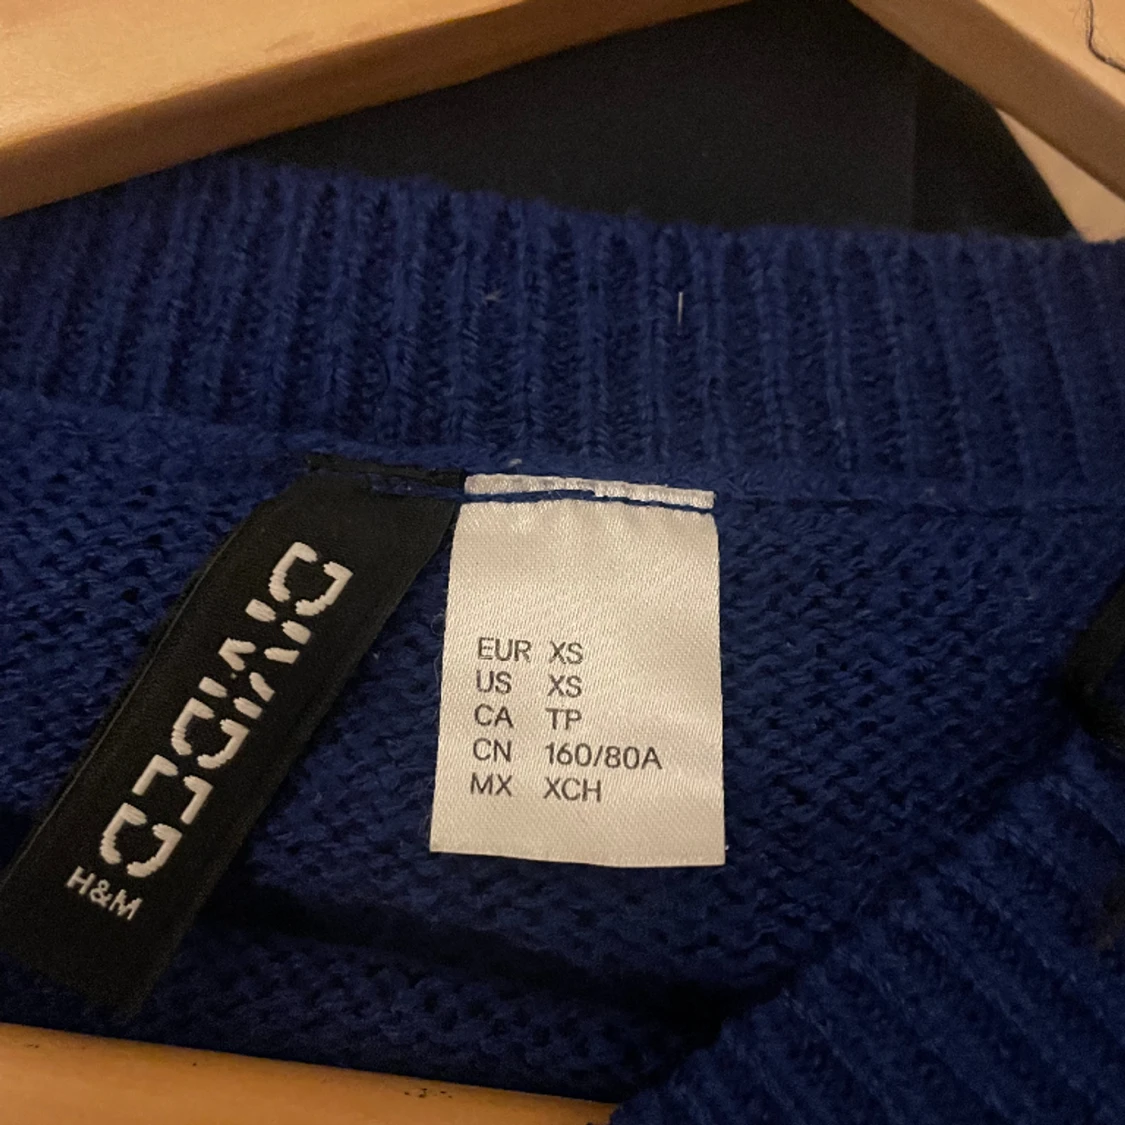 DIVIDED
H&M
EUR XS
US XS
CA TP
CN 160/80A
MX XCH